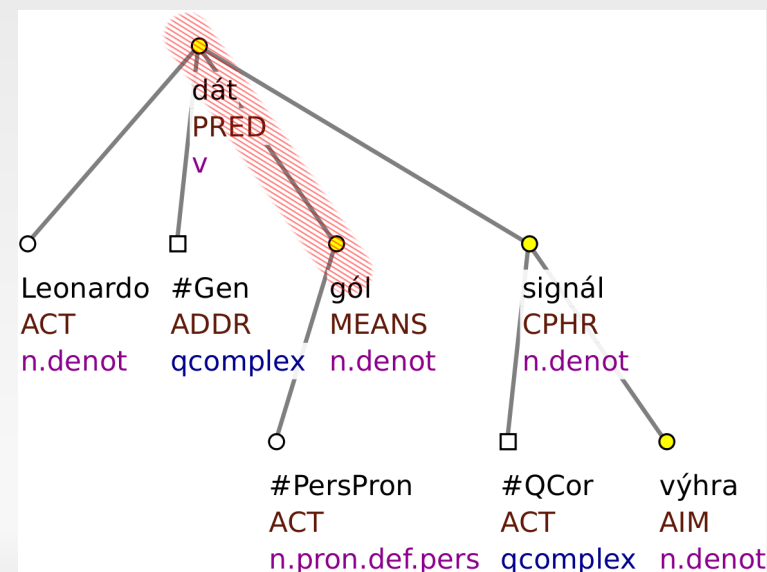 dát
PRED
v
Leonardo #Gen gól signál
ACT ADDR MEANS CPHR
n.denot qcomplex n.denot n.denot
#PersPron #QCor výhra
ACT ACT AIM
n.pron.def.pers qcomplex n.denot